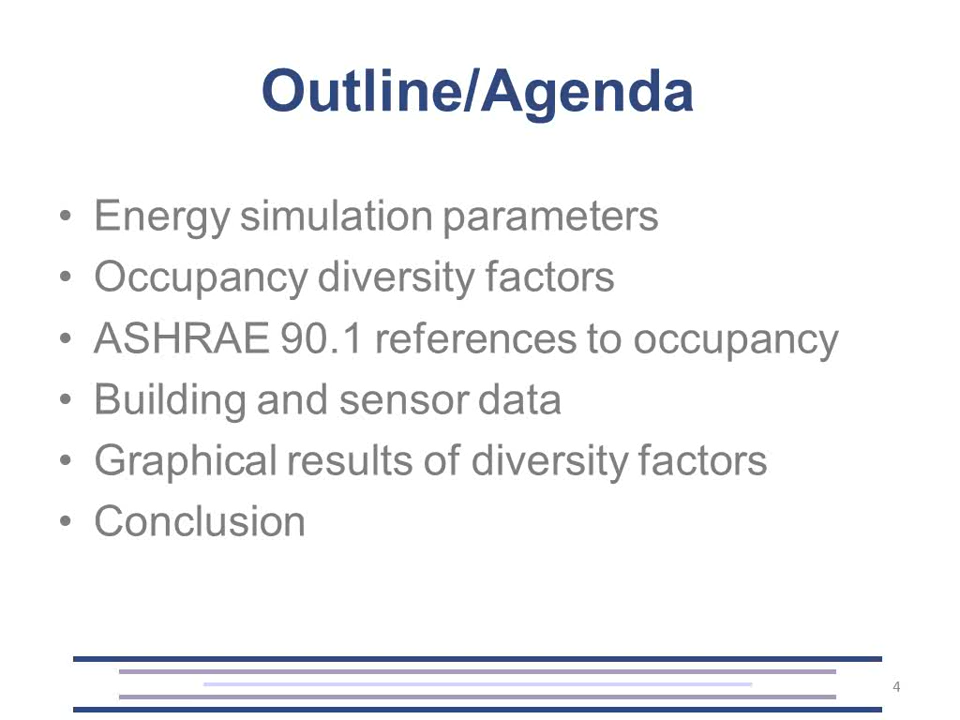 Outline/Agenda
• Energy simulation parameters
• Occupancy diversity factors
• ASHRAE 90.1 references to occupancy
• Building and sensor data
• Graphical results of diversity factors
• Conclusion
4